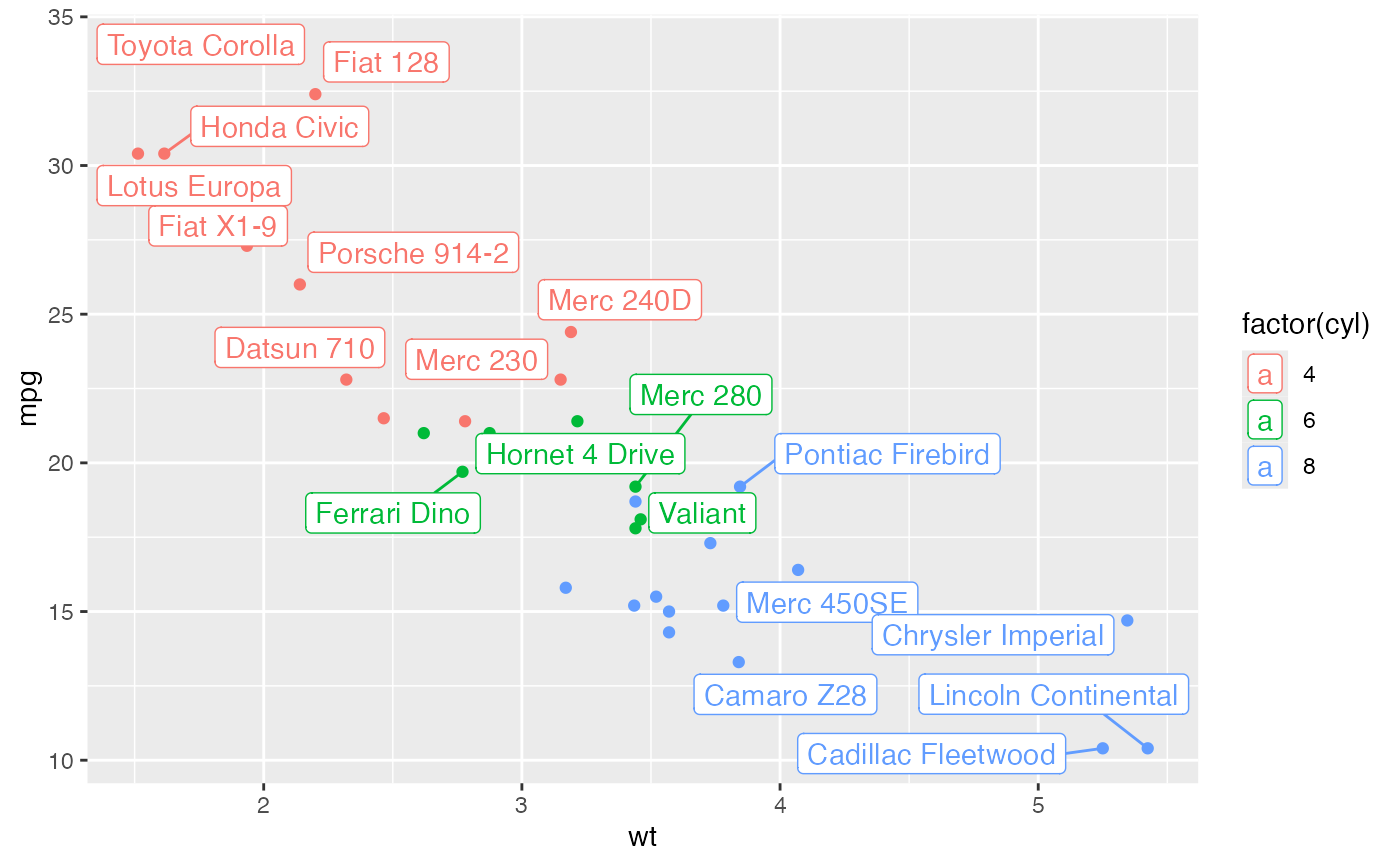 35
Toyota Corolla
Fiat 128
Honda Civic
30
Lotus Europa
Fiat X1-9
Porsche 914-2
Merc 240D
25
Datsun 710
Merc 230
Merc 280
Hornet 4 Drive
Pontiac Firebird
20
Ferrari Dino
Valiant
Merc 450SE
15
Chrysler Imperial
Camaro Z28
Lincoln Continental
Cadillac Fleetwood
10
mpg
2 3 4 5
wt
factor(cyl)
a 4
a 6
a 8